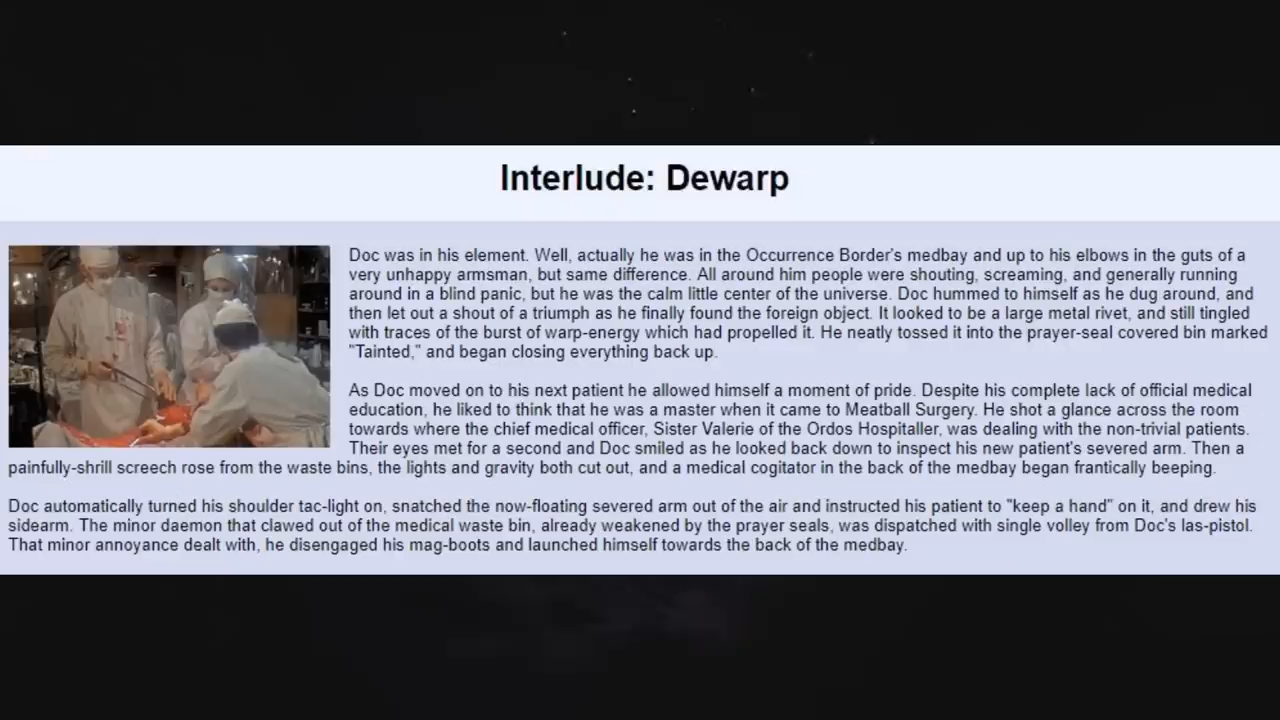 Interlude: Dewarp
Doc was in his element. Well, actually he was in the Occurrence Border's medbay and up to his elbows in the guts of a
very unhappy armsman, but same difference. All around him people were shouting, screaming, and generally running
around in a blind panic, but he was the calm little center of the universe. Doc hummed to himself as he dug around, and
then let out a shout of a triumph as he finally found the foreign object. It looked to be a large metal rivet, and still tingled
with traces of the burst of warp-energy which had propelled it. He neatly tossed it into the prayer-seal covered bin marked
"Tainted," and began closing everything back up.
As Doc moved on to his next patient he allowed himself a moment of pride. Despite his complete lack of official medical
education, he liked to think that he was a master when it came to Meatball Surgery. He shot a glance across the room
towards where the chief medical officer, Sister Valerie of the Ordos Hospitaller, was dealing with the non-trivial patients.
Their eyes met for a second and Doc smiled as he looked back down to inspect his new patient's severed arm. Then a
painfully-shrill screech rose from the waste bins, the lights and gravity both cut out, and a medical cogitator in the back of the medbay began frantically beeping.
Doc automatically turned his shoulder tac-light on, snatched the now-floating severed arm out of the air and instructed his patient to "keep a hand" on it, and drew his
sidearm. The minor daemon that clawed out of the medical waste bin, already weakened by the prayer seals, was dispatched with single volley from Doc's las-pistol.
That minor annoyance dealt with, he disengaged his mag-boots and launched himself towards the back of the medbay.